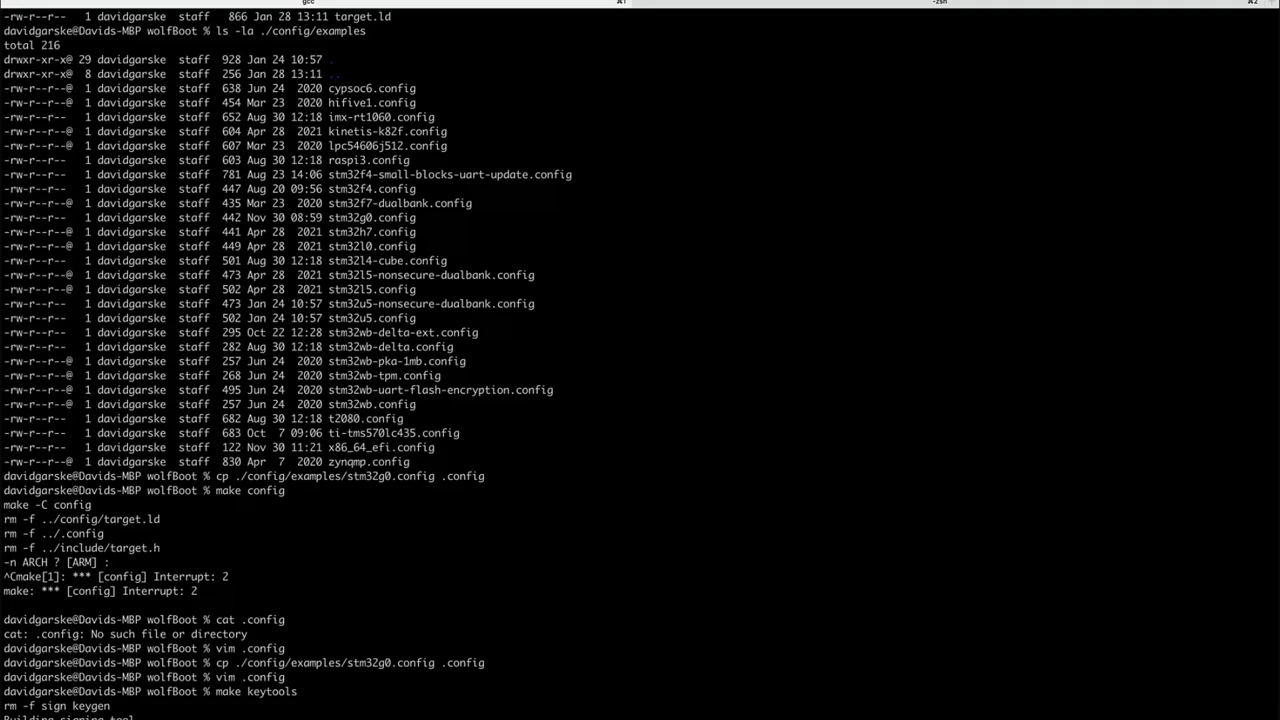 gcc ⌘1 -zsh ⌘2
-rw-r--r-- 1 davidgarske staff 866 Jan 28 13:11 target.ld
davidgarske@Davids-MBP wolfBoot % ls -la ./config/examples
total 216
drwxr-xr-x@ 29 davidgarske staff 928 Jan 24 10:57 .
drwxr-xr-x@ 8 davidgarske staff 256 Jan 28 13:11 ..
-rw-r--r--@ 1 davidgarske staff 638 Jun 24 2020 cypsoc6.config
-rw-r--r--@ 1 davidgarske staff 454 Mar 23 2020 hifive1.config
-rw-r--r-- 1 davidgarske staff 652 Aug 30 12:18 imx-rt1060.config
-rw-r--r--@ 1 davidgarske staff 604 Apr 28 2021 kinetis-k82f.config
-rw-r--r--@ 1 davidgarske staff 607 Mar 23 2020 lpc54606j512.config
-rw-r--r-- 1 davidgarske staff 603 Aug 30 12:18 raspi3.config
-rw-r--r-- 1 davidgarske staff 781 Aug 23 14:06 stm32f4-small-blocks-uart-update.config
-rw-r--r-- 1 davidgarske staff 447 Aug 20 09:56 stm32f4.config
-rw-r--r--@ 1 davidgarske staff 435 Mar 23 2020 stm32f7-dualbank.config
-rw-r--r-- 1 davidgarske staff 442 Nov 30 08:59 stm32g0.config
-rw-r--r--@ 1 davidgarske staff 441 Apr 28 2021 stm32h7.config
-rw-r--r--@ 1 davidgarske staff 449 Apr 28 2021 stm32l0.config
-rw-r--r-- 1 davidgarske staff 501 Aug 30 12:18 stm32l4-cube.config
-rw-r--r--@ 1 davidgarske staff 473 Apr 28 2021 stm32l5-nonsecure-dualbank.config
-rw-r--r--@ 1 davidgarske staff 502 Apr 28 2021 stm32l5.config
-rw-r--r-- 1 davidgarske staff 473 Jan 24 10:57 stm32u5-nonsecure-dualbank.config
-rw-r--r-- 1 davidgarske staff 502 Jan 24 10:57 stm32u5.config
-rw-r--r-- 1 davidgarske staff 295 Oct 22 12:28 stm32wb-delta-ext.config
-rw-r--r-- 1 davidgarske staff 282 Aug 30 12:18 stm32wb-delta.config
-rw-r--r--@ 1 davidgarske staff 257 Jun 24 2020 stm32wb-pka-1mb.config
-rw-r--r--@ 1 davidgarske staff 268 Jun 24 2020 stm32wb-tpm.config
-rw-r--r--@ 1 davidgarske staff 495 Jun 24 2020 stm32wb-uart-flash-encryption.config
-rw-r--r--@ 1 davidgarske staff 257 Jun 24 2020 stm32wb.config
-rw-r--r-- 1 davidgarske staff 682 Aug 30 12:18 t2080.config
-rw-r--r-- 1 davidgarske staff 683 Oct 7 09:06 ti-tms570lc435.config
-rw-r--r-- 1 davidgarske staff 122 Nov 30 11:21 x86_64_efi.config
-rw-r--r--@ 1 davidgarske staff 830 Apr 7 2020 zynqmp.config
davidgarske@Davids-MBP wolfBoot % cp ./config/examples/stm32g0.config .config
davidgarske@Davids-MBP wolfBoot % make config
make -C config
rm -f ../config/target.ld
rm -f ../.config
rm -f ../include/target.h
-n ARCH ? [ARM] :
^Cmake[1]: *** [config] Interrupt: 2
make: *** [config] Interrupt: 2
davidgarske@Davids-MBP wolfBoot % cat .config
cat: .config: No such file or directory
davidgarske@Davids-MBP wolfBoot % vim .config
davidgarske@Davids-MBP wolfBoot % cp ./config/examples/stm32g0.config .config
davidgarske@Davids-MBP wolfBoot % vim .config
davidgarske@Davids-MBP wolfBoot % make keytools
rm -f sign keygen
Building signing tool